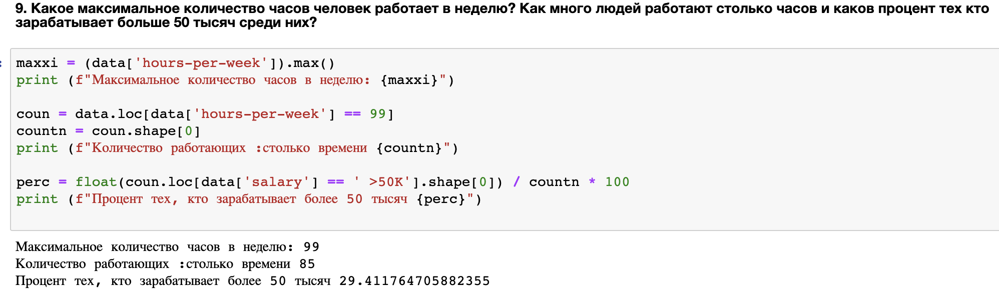 9. Какое максимальное количество часов человек работает в неделю? Как много людей работают столько часов и каков процент тех кто
зарабатывает больше 50 тысяч среди них?
:
maxxi = (data['hours-per-week']).max()
print (f"Максимальное количество часов в неделю: {maxxi}")
coun = data.loc[data['hours-per-week'] == 99]
countn = coun.shape[0]
print (f"Количество работающих :столько времени {countn}")
perc = float(coun.loc[data['salary'] == ' >50K'].shape[0]) / countn * 100
print (f"Процент тех, кто зарабатывает более 50 тысяч {perc}")
Максимальное количество часов в неделю: 99
Количество работающих :столько времени 85
Процент тех, кто зарабатывает более 50 тысяч 29.411764705882355